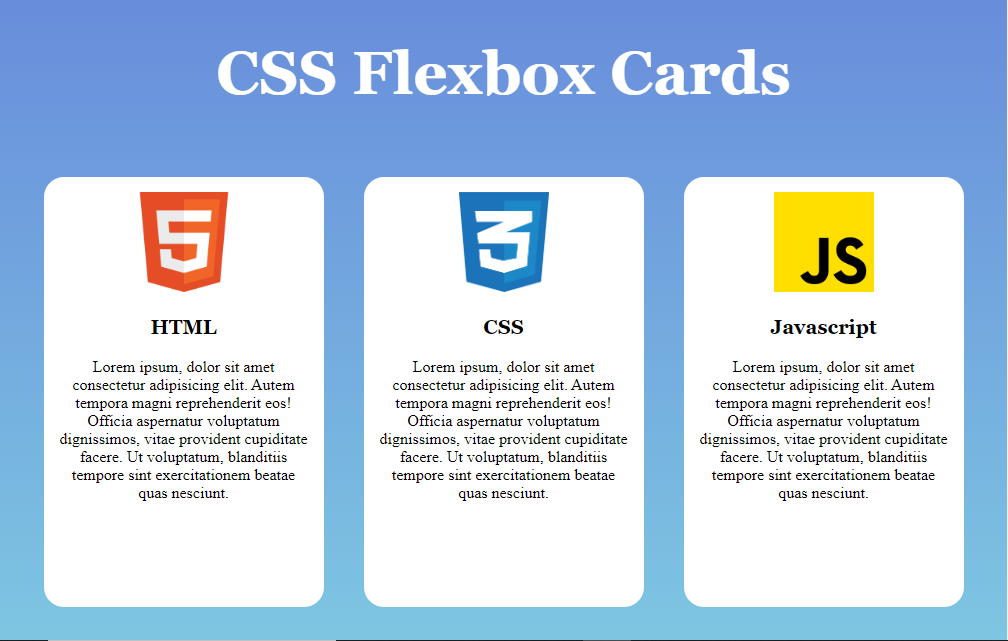 CSS Flexbox Cards
5
3
JS
HTML
CSS
Javascript
Lorem ipsum, dolor sit amet
consectetur adipisicing elit. Autem
tempora magni reprehenderit eos!
Officia aspernatur voluptatum
dignissimos, vitae provident cupiditate
facere. Ut voluptatum, blanditiis
tempore sint exercitationem beatae
quas nesciunt.
Lorem ipsum, dolor sit amet
consectetur adipisicing elit. Autem
tempora magni reprehenderit eos!
Officia aspernatur voluptatum
dignissimos, vitae provident cupiditate
facere. Ut voluptatum, blanditiis
tempore sint exercitationem beatae
quas nesciunt.
Lorem ipsum, dolor sit amet
consectetur adipisicing elit. Autem
tempora magni reprehenderit eos!
Officia aspernatur voluptatum
dignissimos, vitae provident cupiditate
facere. Ut voluptatum, blanditiis
tempore sint exercitationem beatae
quas nesciunt.